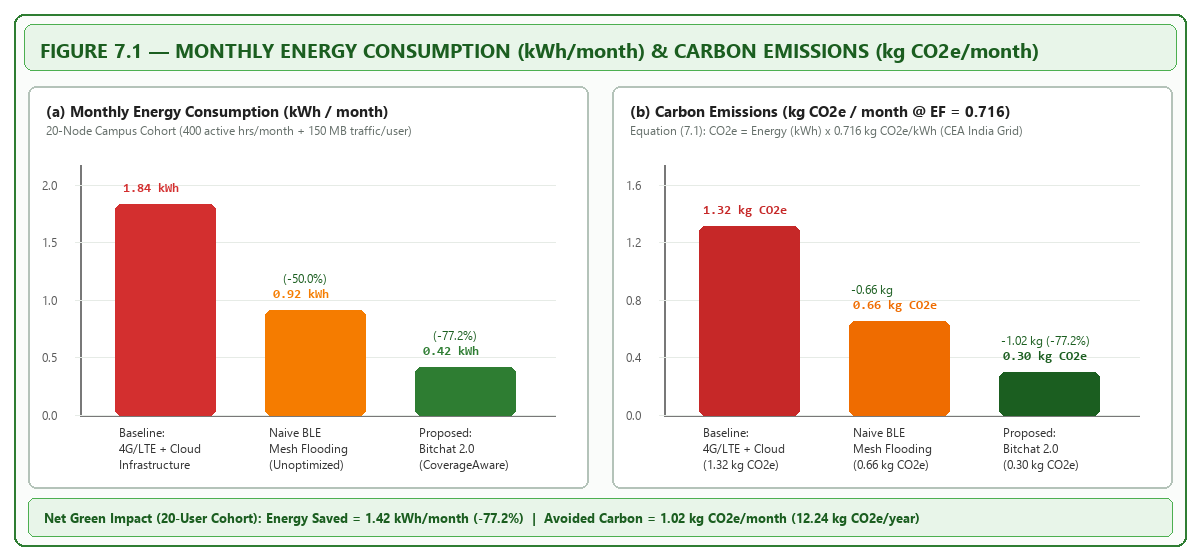 FIGURE 7.1 — MONTHLY ENERGY CONSUMPTION (kWh/month) & CARBON EMISSIONS (kg CO2e/month)
(a) Monthly Energy Consumption (kWh / month)
20-Node Campus Cohort (400 active hrs/month + 150 MB traffic/user)
2.0
1.5
1.0
0.5
0.0
1.84 kWh
(-50.0%)
0.92 kWh
(-77.2%)
0.42 kWh
Baseline:
4G/LTE + Cloud
Infrastructure
Naive BLE
Mesh Flooding
(Unoptimized)
Proposed:
Bitchat 2.0
(CoverageAware)
(b) Carbon Emissions (kg CO2e / month @ EF = 0.716)
Equation (7.1): CO2e = Energy (kWh) x 0.716 kg CO2e/kWh (CEA India Grid)
1.6
1.2
0.8
0.4
0.0
1.32 kg CO2e
-0.66 kg
0.66 kg CO2e
-1.02 kg (-77.2%)
0.30 kg CO2e
Baseline:
4G/LTE + Cloud
(1.32 kg CO2e)
Naive BLE
Mesh Flooding
(0.66 kg CO2e)
Proposed:
Bitchat 2.0
(0.30 kg CO2e)
Net Green Impact (20-User Cohort): Energy Saved = 1.42 kWh/month (-77.2%) | Avoided Carbon = 1.02 kg CO2e/month (12.24 kg CO2e/year)